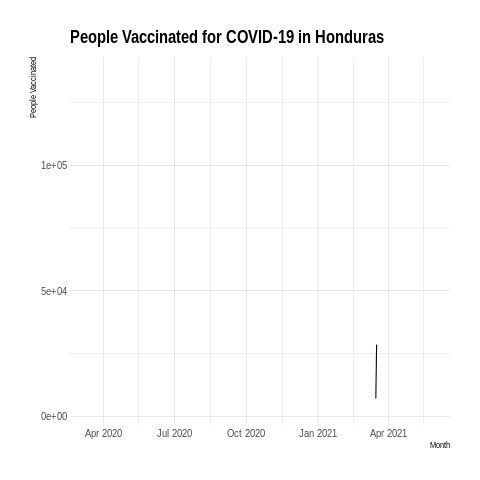 People Vaccinated for COVID-19 in Honduras
People Vaccinated
1e+05
5e+04
0e+00
Apr 2020 Jul 2020 Oct 2020 Jan 2021 Apr 2021
Month